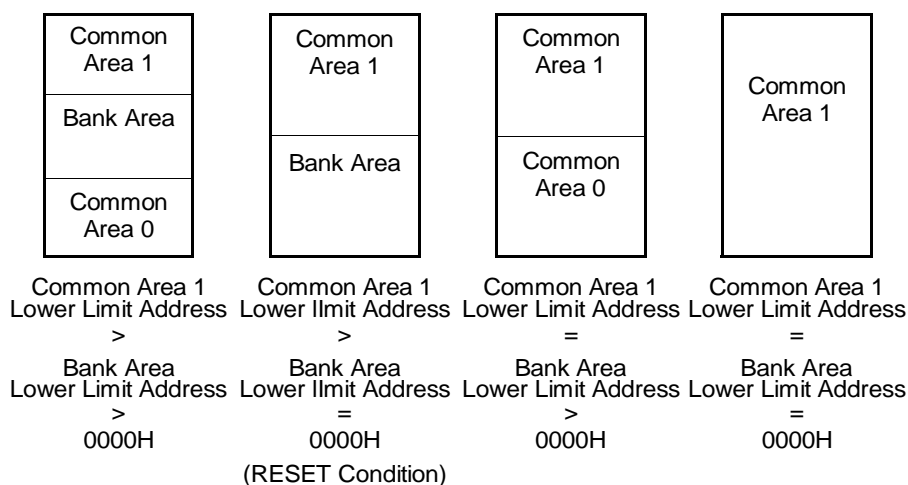 Common
Area 1
Bank Area
Common
Area 0
Common
Area 1
Bank Area
Common
Area 1
Common
Area 0
Common
Area 1
Common Area 1
Lower Limit Address
>
Bank Area
Lower Limit Address
>
0000H
Common Area 1
Lower IImit Address
>
Bank Area
Lower IImit Address
=
0000H
(RESET Condition)
Common Area 1
Lower Limit Address
=
Bank Area
Lower Limit Address
>
0000H
Common Area 1
Lower Limit Address
=
Bank Area
Lower Limit Address
=
0000H